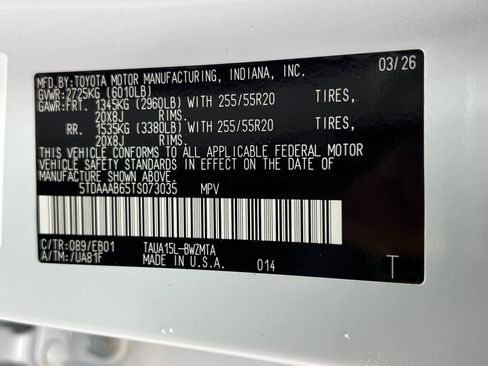 MFD.BY:TOYOTA MOTOR MANUFACTURING, INDIANA, INC. 03/26
GVWR:2725KG (6010LB)
GAWR:FRT. 1345KG (2960LB) WITH 255/55R20 TIRES,
20X8J RIMS.
RR. 1535KG (3380LB) WITH 255/55R20 TIRES,
20X8J RIMS.
THIS VEHICLE CONFORMS TO ALL APPLICABLE FEDERAL MOTOR
VEHICLE SAFETY STANDARDS IN EFFECT ON THE DATE OF
MANUFACTURE SHOWN ABOVE.
5TDAAAB65TS073035 MPV
C/TR:089/EB01 TAUA15L-BWZMTA
A/TM:/UA81F MADE IN U.S.A. 014 T